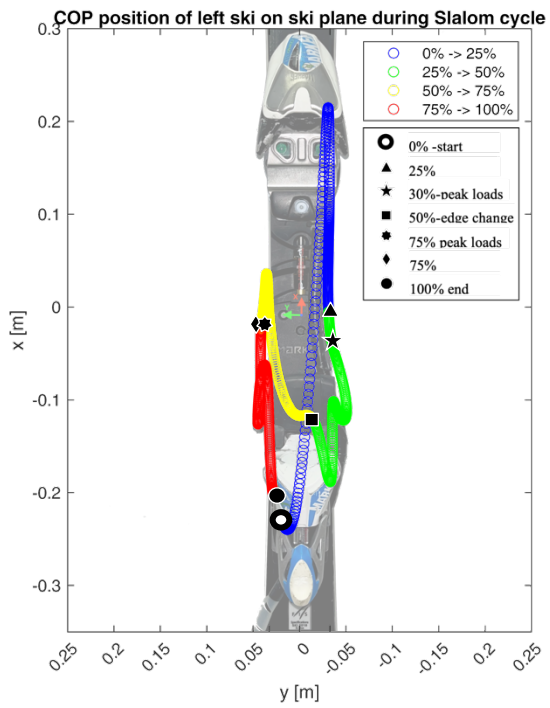 COP position of left ski on ski plane during Slalom cycle
0% -> 25%
25% -> 50%
50% -> 75%
75% -> 100%
0% -start
25%
30%-peak loads
50%-edge change
75% peak loads
75%
100% end
x [m]
0.3
0.2
0.1
0
-0.1
-0.2
-0.3
0.25
0.2
0.15
0.1
0.05
0
-0.05
-0.1
-0.15
-0.2
0.25
y [m]